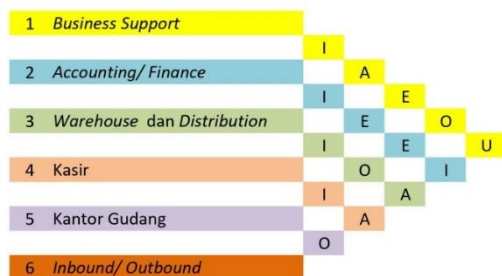 1 Business Support
I
2 Accounting/ Finance A
I E
3 Warehouse dan Distribution E O
I E U
4 Kasir O I
I A
5 Kantor Gudang A
O
6 Inbound/ Outbound